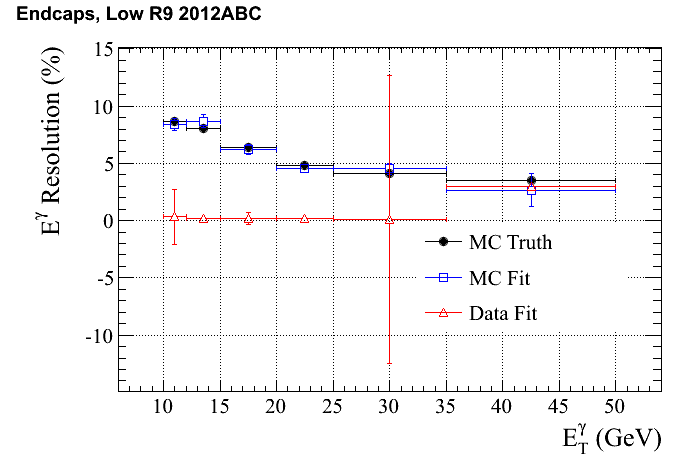 Endcaps, Low R9 2012ABC
E^γ Resolution (%)
15
10
5
0
-5
-10
MC Truth
MC Fit
Data Fit
10 15 20 25 30 35 40 45 50
E_T^γ (GeV)